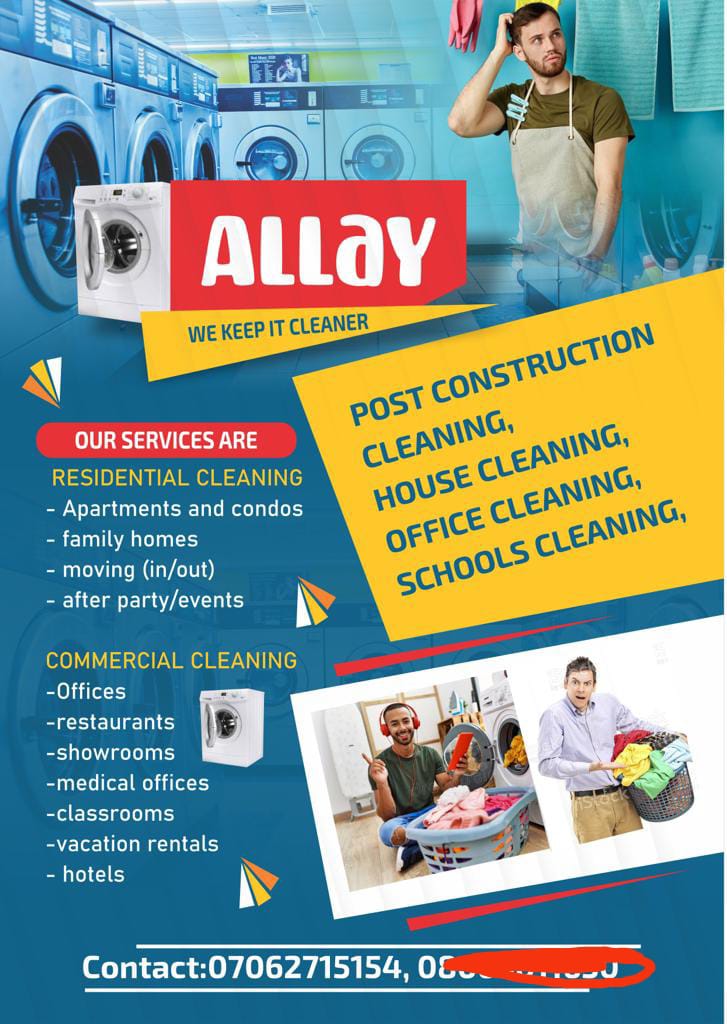 ALLaY
WE KEEP IT CLEANER
POST CONSTRUCTION
CLEANING,
HOUSE CLEANING,
OFFICE CLEANING,
SCHOOLS CLEANING,
OUR SERVICES ARE
RESIDENTIAL CLEANING
- Apartments and condos
- family homes
- moving (in/out)
- after party/events
COMMERCIAL CLEANING
-Offices
-restaurants
-showrooms
-medical offices
-classrooms
-vacation rentals
- hotels
Contact:07062715154,